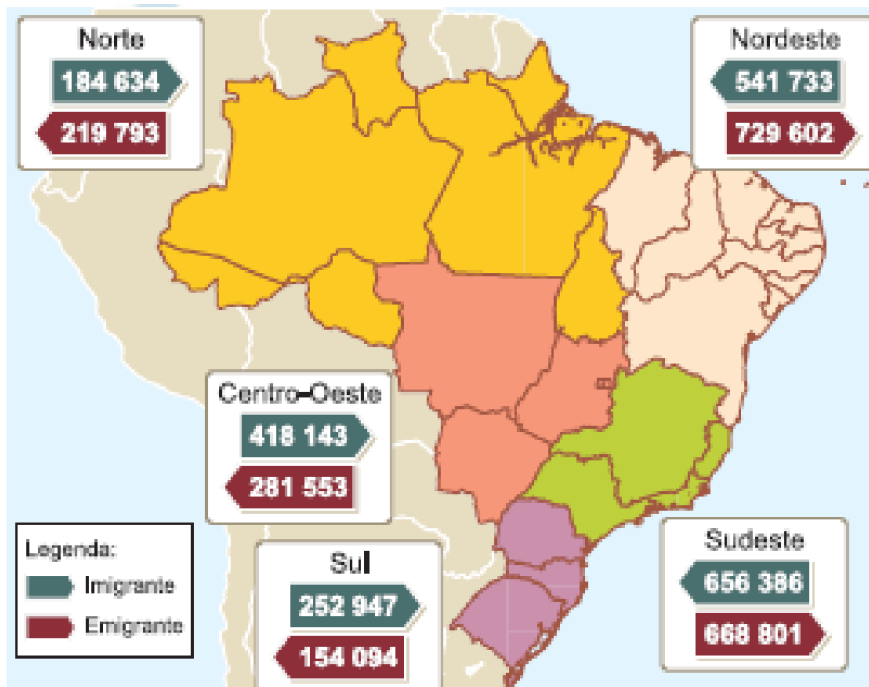 Norte
184 634
219 793
Nordeste
541 733
729 602
Centro-Oeste
418 143
281 553
Legenda:
Imigrante
Emigrante
Sul
252 947
154 094
Sudeste
656 386
668 801